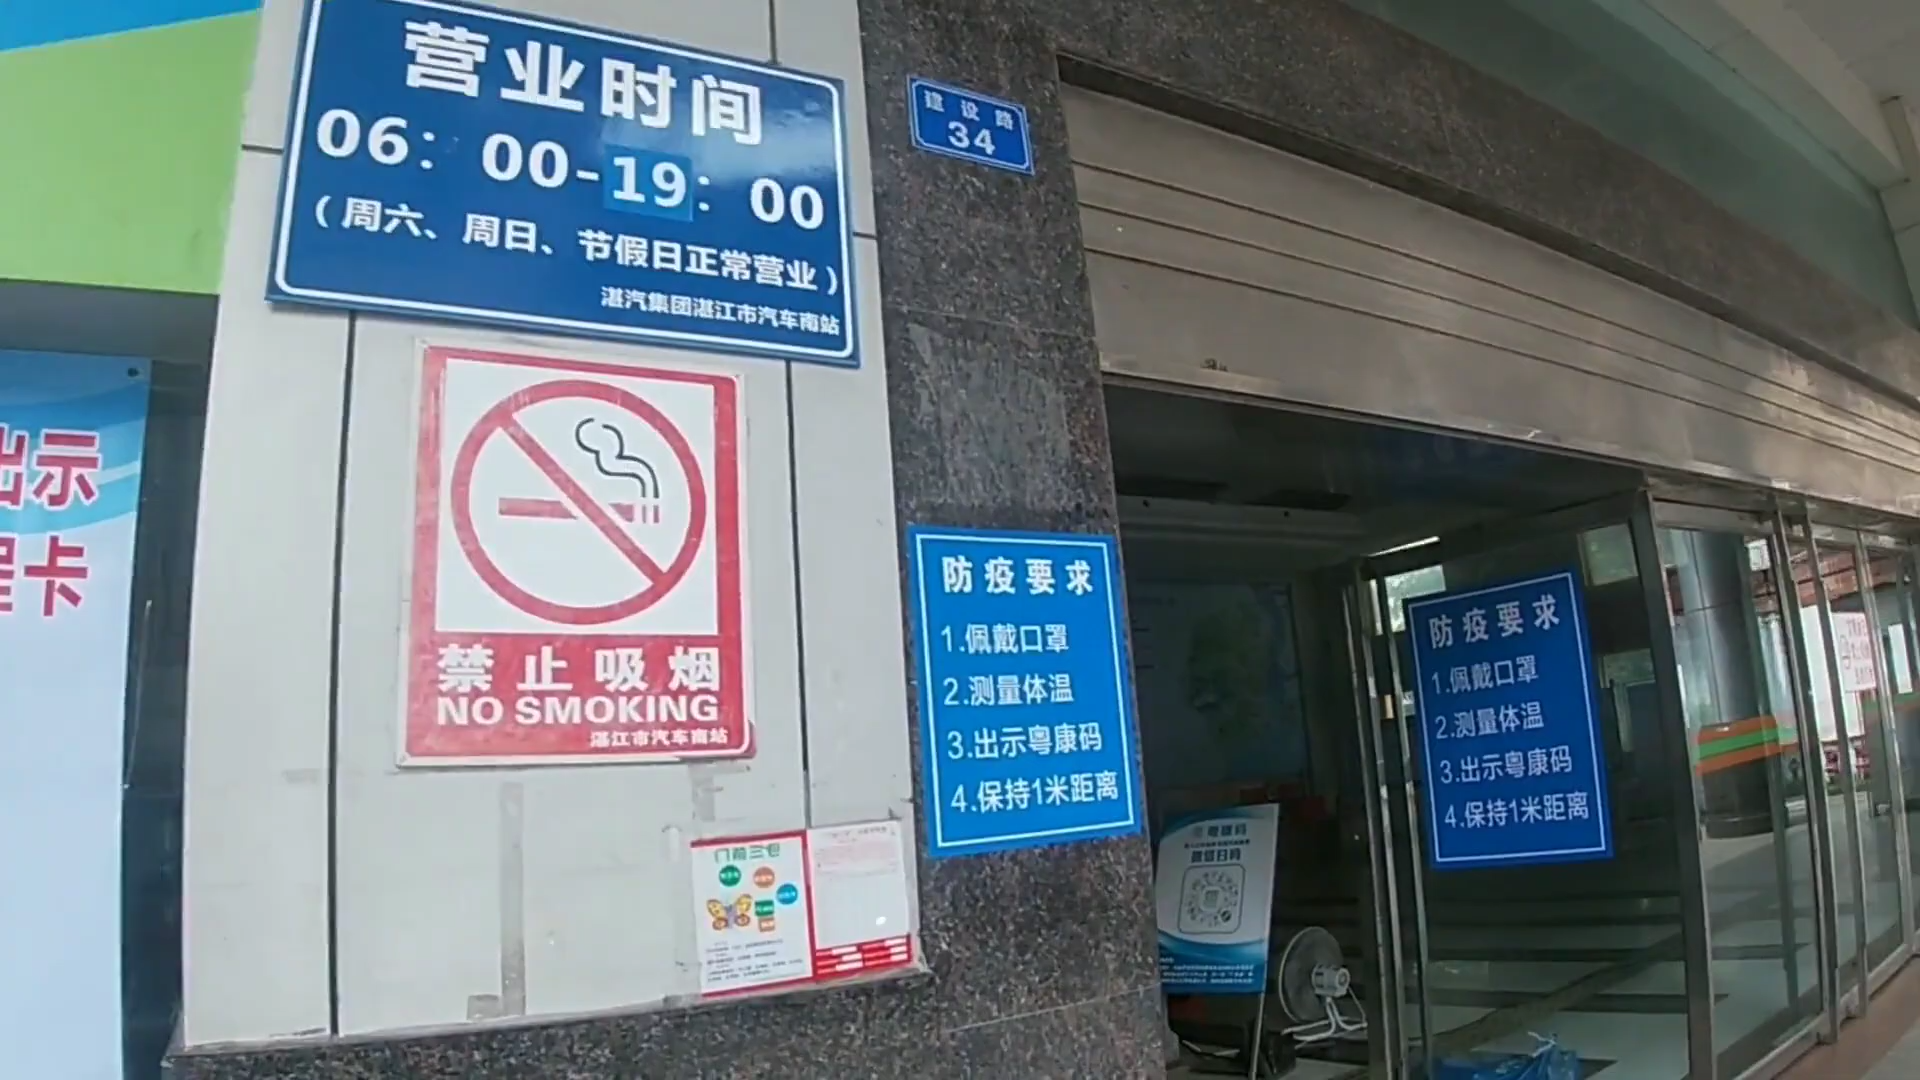 营业时间
06：00-19：00
（周六、周日、节假日正常营业）
湛汽集团湛江市汽车南站
建设路
34
出示
程卡
禁止吸烟
NO SMOKING
湛江市汽车南站
防疫要求
1.佩戴口罩
2.测量体温
3.出示粤康码
4.保持1米距离
防疫要求
1.佩戴口罩
2.测量体温
3.出示粤康码
4.保持1米距离
门前三包
粤康码
微信扫码